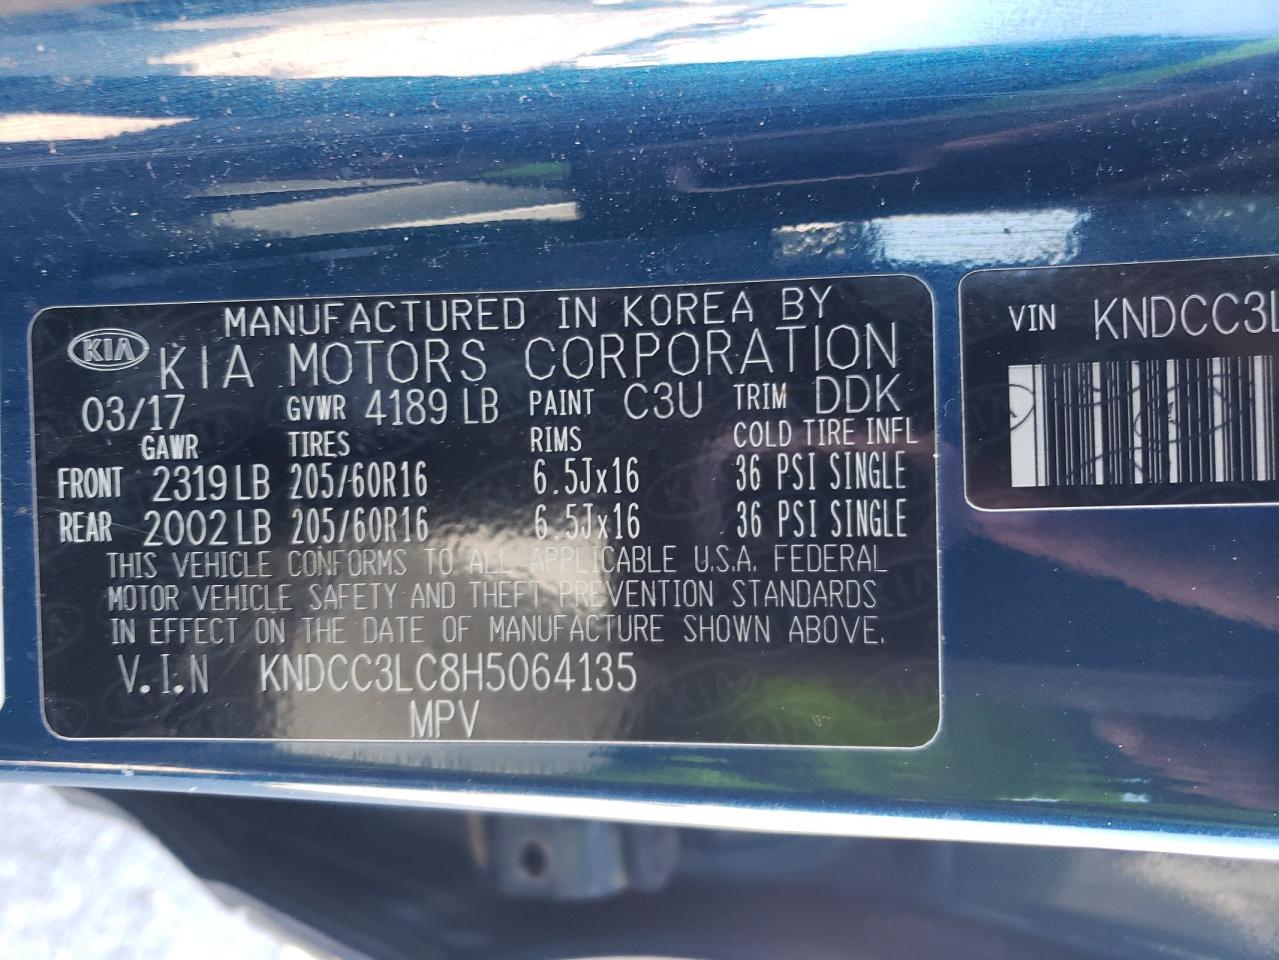 MANUFACTURED IN KOREA BY
KIA KIA MOTORS CORPORATION
03/17 GVWR 4189 LB PAINT C3U TRIM DDK
GAWR TIRES RIMS COLD TIRE INFL
FRONT 2319 LB 205/60R16 6.5Jx16 36 PSI SINGLE
REAR 2002 LB 205/60R16 6.5Jx16 36 PSI SINGLE
THIS VEHICLE CONFORMS TO ALL APPLICABLE U.S.A. FEDERAL
MOTOR VEHICLE SAFETY AND THEFT PREVENTION STANDARDS
IN EFFECT ON THE DATE OF MANUFACTURE SHOWN ABOVE.
V.I.N KNDCC3LC8H5064135
MPV
VIN KNDCC3L